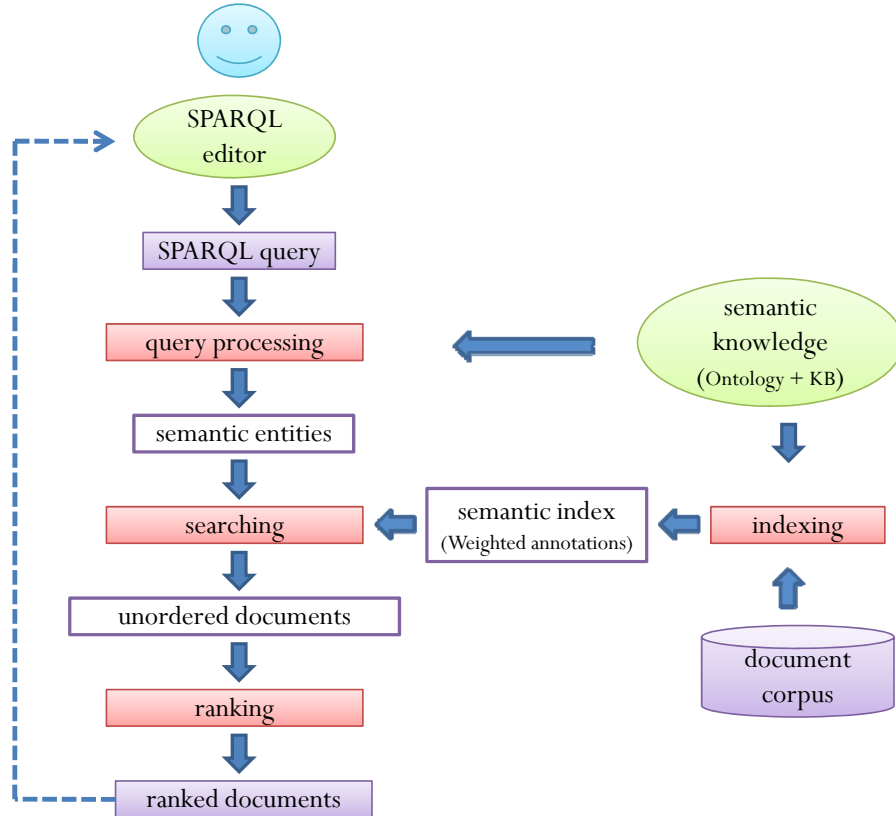 SPARQL
editor
SPARQL query
query processing
semantic
knowledge
(Ontology + KB)
semantic entities
searching
semantic index
(Weighted annotations)
indexing
unordered documents
document
corpus
ranking
ranked documents